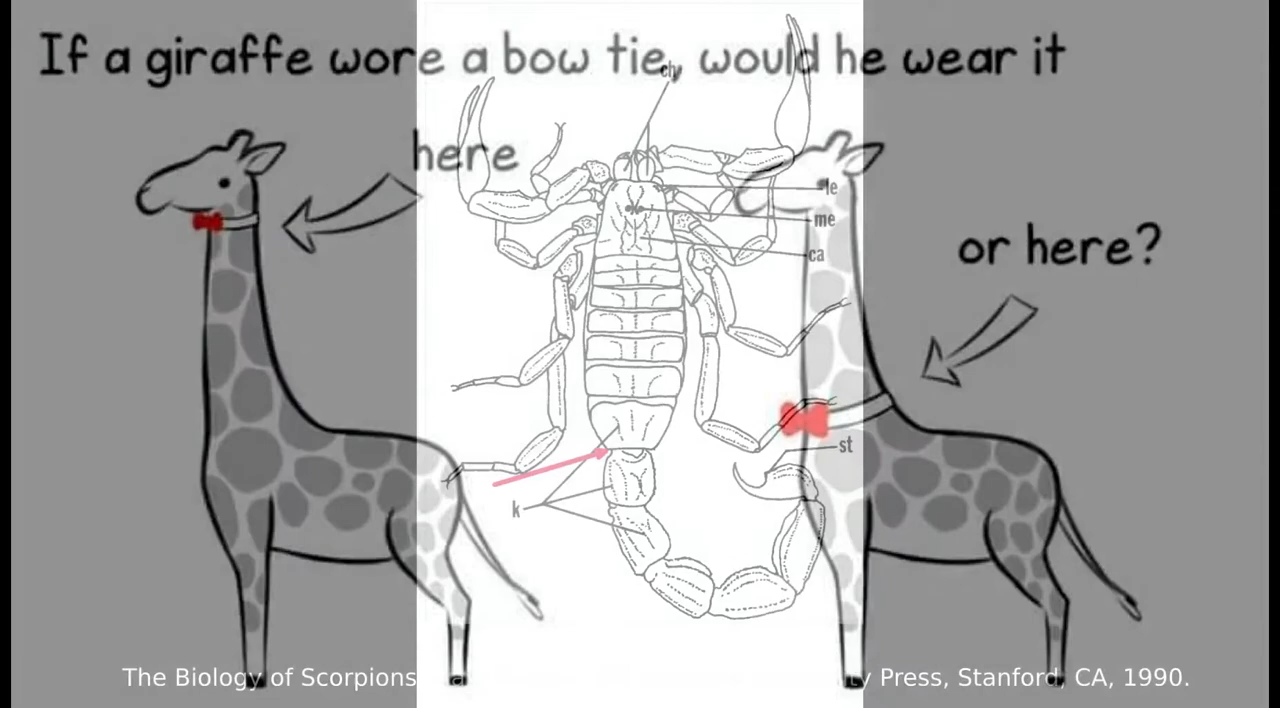 If a giraffe wore a bow tie, would he wear it
here
or here?
ch
le
me
ca
st
k
The Biology of Scorpions Press, Stanford, CA, 1990.